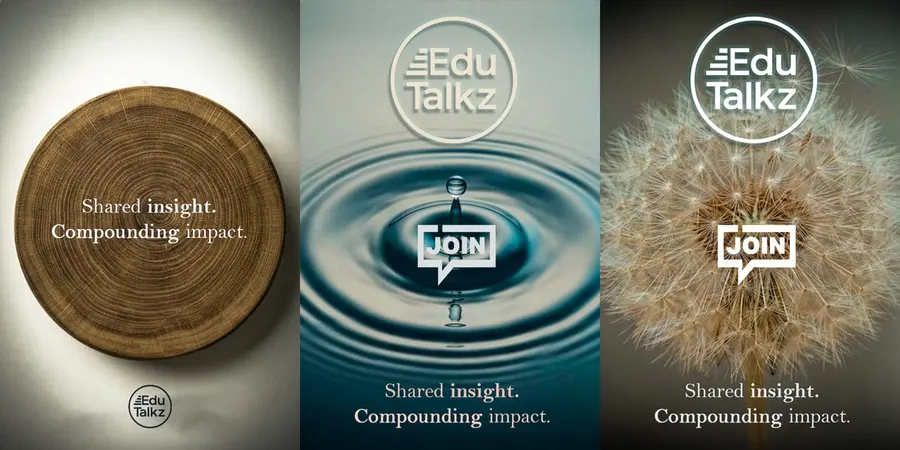 Shared insight.
Compounding impact.
Edu
Talkz
Edu
Talkz
JOIN
Shared insight.
Compounding impact.
Edu
Talkz
JOIN
Shared insight.
Compounding impact.